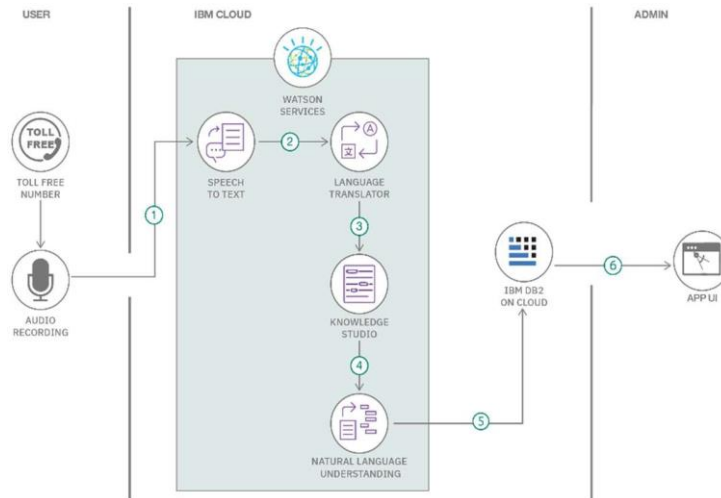 USER
IBM CLOUD
ADMIN
WATSON
SERVICES
TOLL
FREE
TOLL FREE
NUMBER
1
SPEECH
TO TEXT
2
A
文
LANGUAGE
TRANSLATOR
3
AUDIO
RECORDING
KNOWLEDGE
STUDIO
4
NATURAL LANGUAGE
UNDERSTANDING
5
IBM DB2
ON CLOUD
6
APP UI